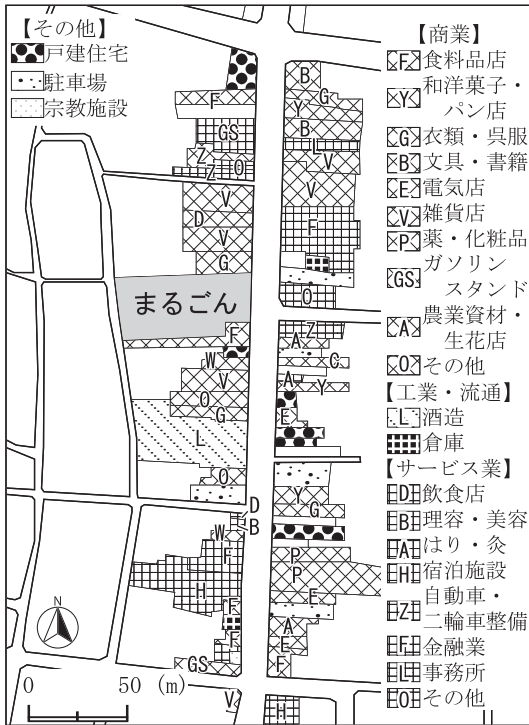 【その他】
戸建住宅
駐車場
宗教施設
【商業】
F 食料品店
Y 和洋菓子・
パン店
G 衣類・呉服
B 文具・書籍
E 電気店
V 雑貨店
P 薬・化粧品
GS ガソリン
スタンド
A 農業資材・
生花店
O その他
【工業・流通】
L 酒造
倉庫
【サービス業】
D 飲食店
B 理容・美容
A はり・灸
H 宿泊施設
Z 自動車・
二輪車整備
F 金融業
L 事務所
O その他
F
GS
Z
O
Z
V
D
V
G
まるごん
F
W
V
O
G
L
O
D
B
W
F
H
F
F
GS
V
B
G
Y
B
L
V
V
F
O
Z
A
C
A
Y
E
Y
G
P
P
E
A
E
F
H
N
0 50 (m)